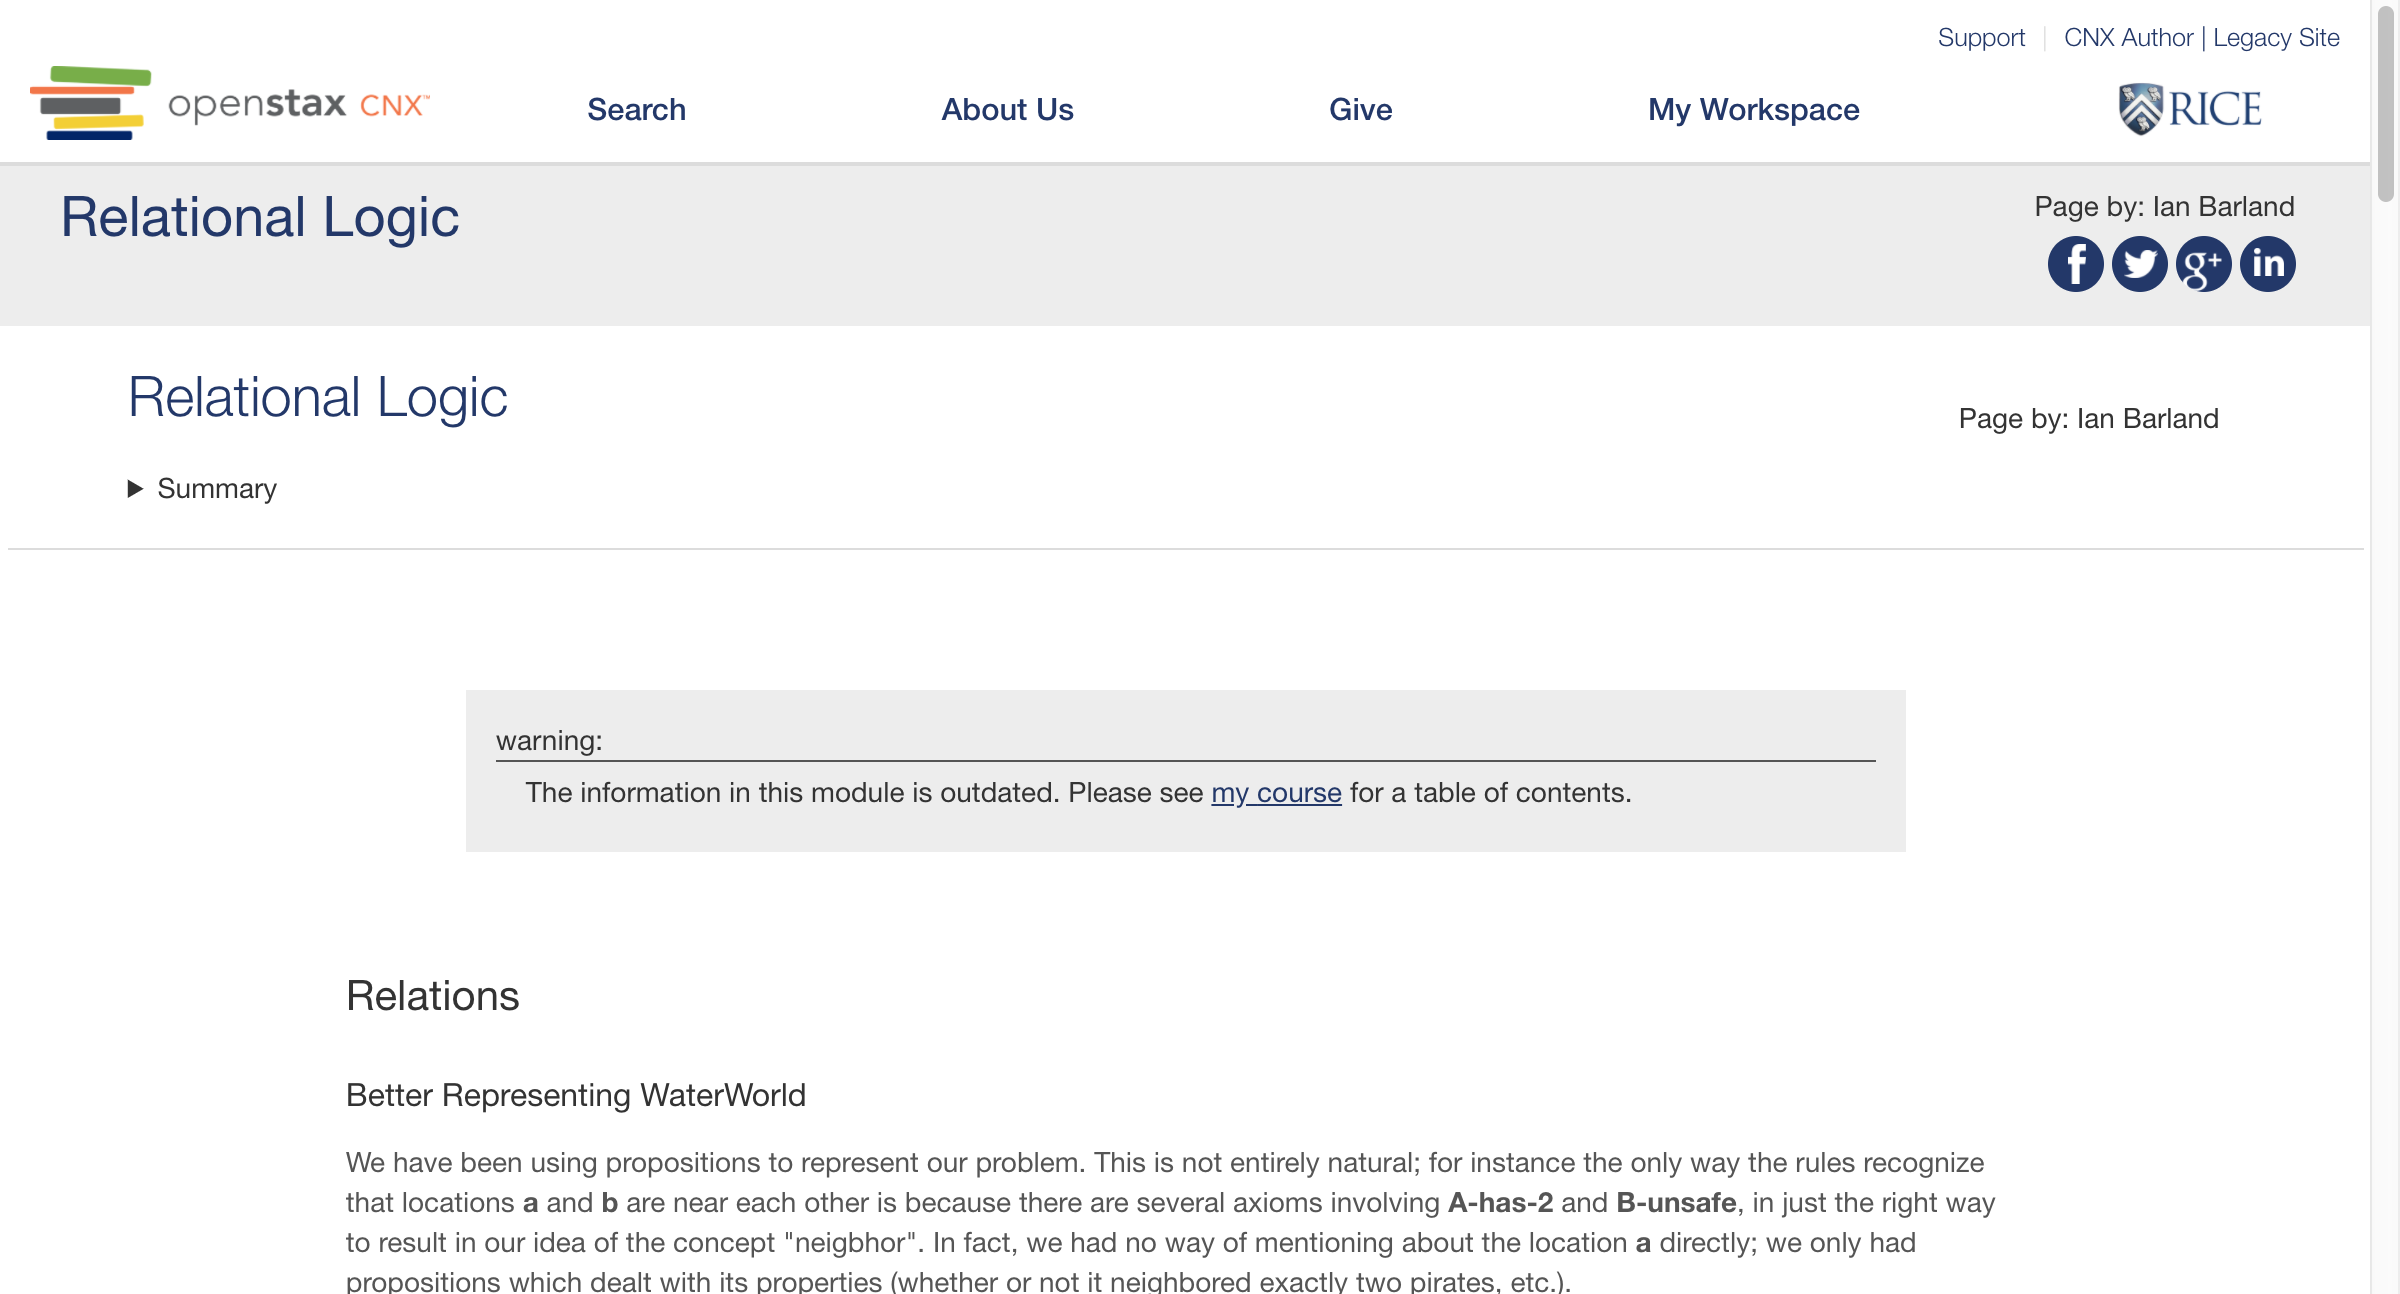 Support
CNX Author | Legacy Site
openstax CNX™
Search
About Us
Give
My Workspace
RICE
Relational Logic
Page by: Ian Barland
f
g+
in
Relational Logic
Page by: Ian Barland
Summary
warning:
The information in this module is outdated. Please see my course for a table of contents.
Relations
Better Representing WaterWorld
We have been using propositions to represent our problem. This is not entirely natural; for instance the only way the rules recognize
that locations a and b are near each other is because there are several axioms involving A-has-2 and B-unsafe, in just the right way
to result in our idea of the concept "neigbhor". In fact, we had no way of mentioning about the location a directly; we only had
propositions which dealt with its properties (whether or not it neighbored exactly two pirates, etc.).